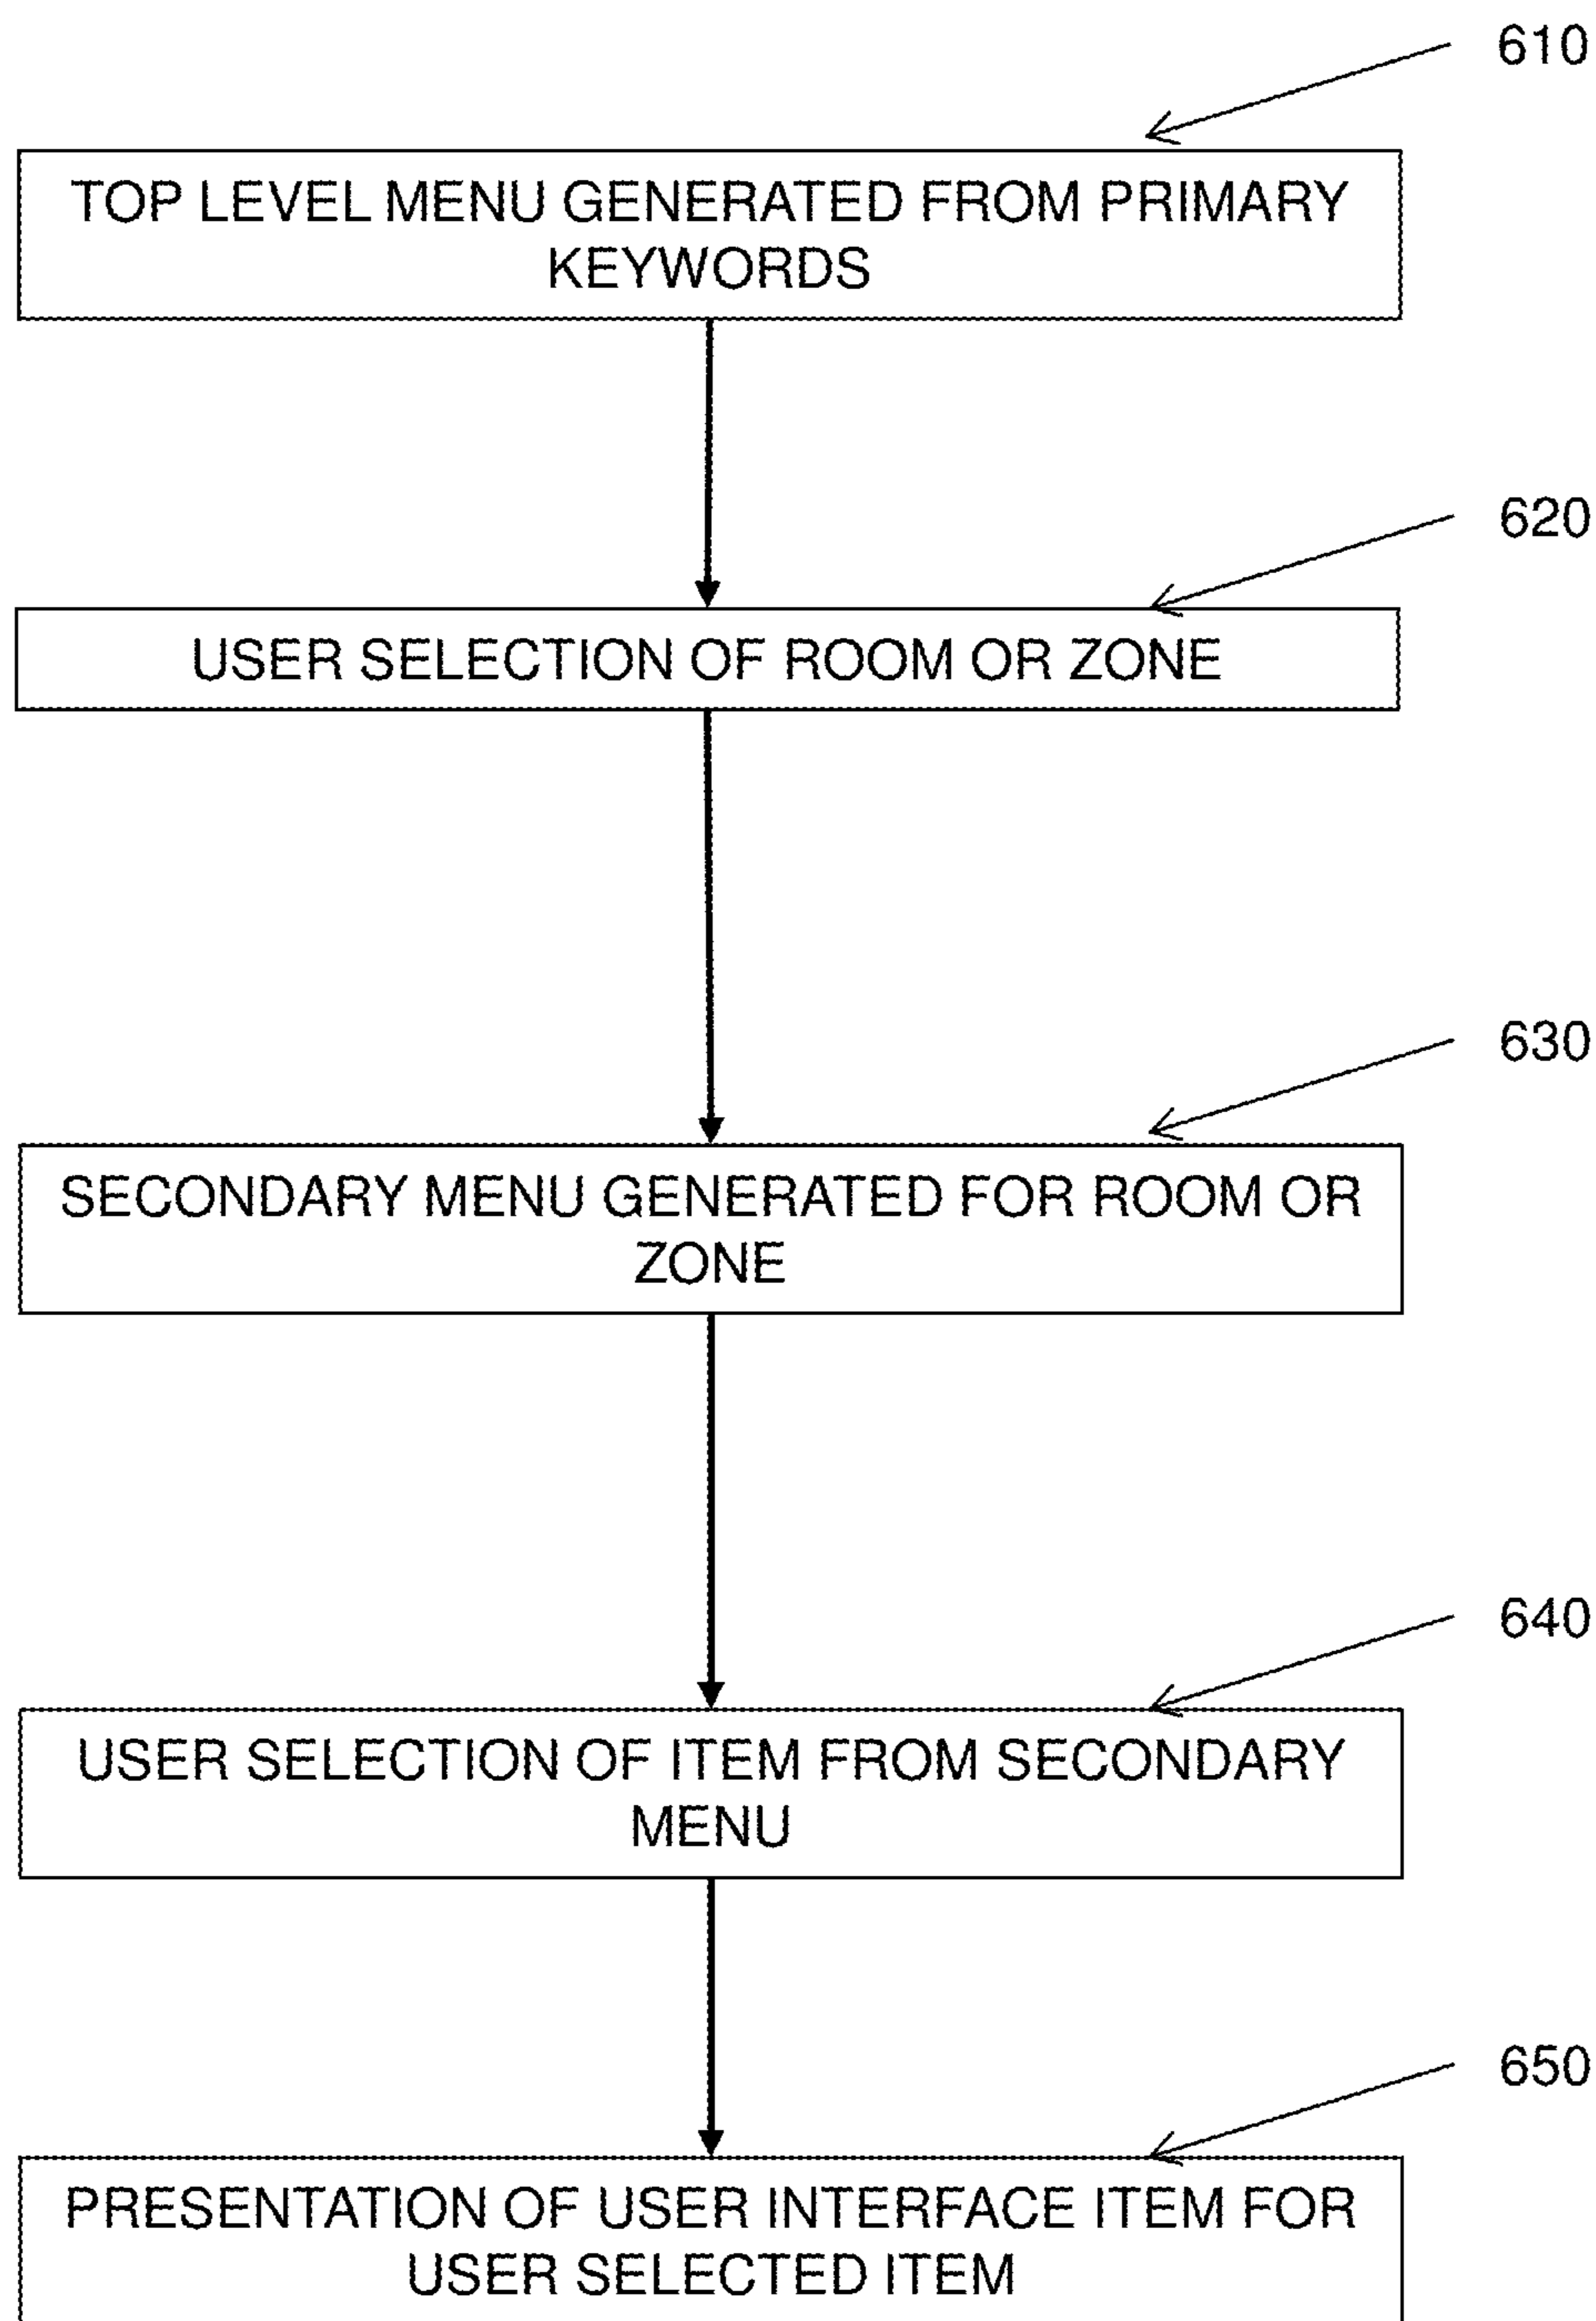 610
TOP LEVEL MENU GENERATED FROM PRIMARY
KEYWORDS
620
USER SELECTION OF ROOM OR ZONE
630
SECONDARY MENU GENERATED FOR ROOM OR
ZONE
640
USER SELECTION OF ITEM FROM SECONDARY
MENU
650
PRESENTATION OF USER INTERFACE ITEM FOR
USER SELECTED ITEM